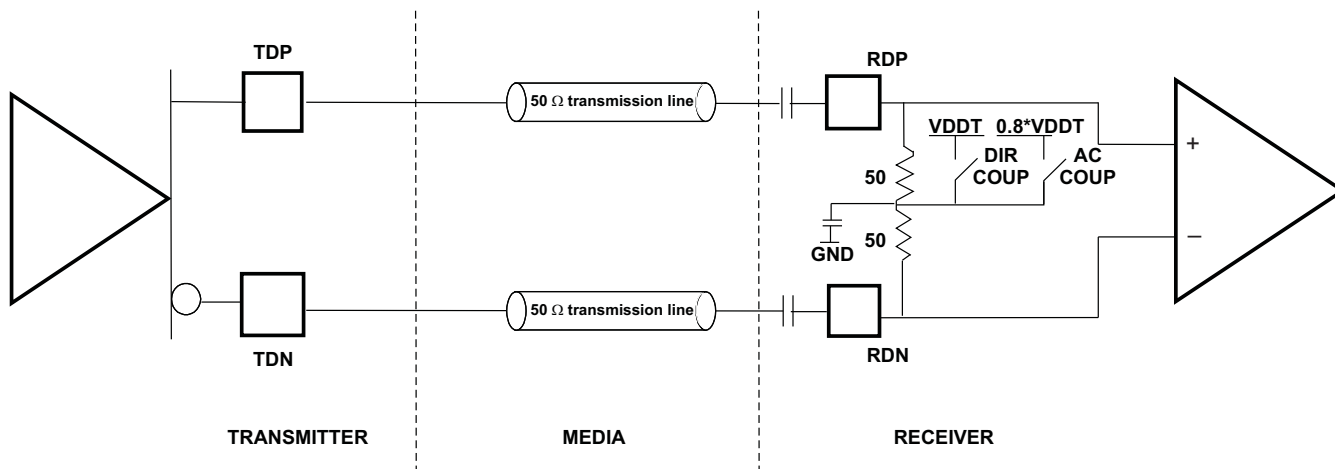 TDP
RDP
50 Ω transmission line
VDDT 0.8*VDDT
DIR
COUP
AC
COUP
+
50
50
GND
−
50 Ω transmission line
TDN
RDN
TRANSMITTER
MEDIA
RECEIVER